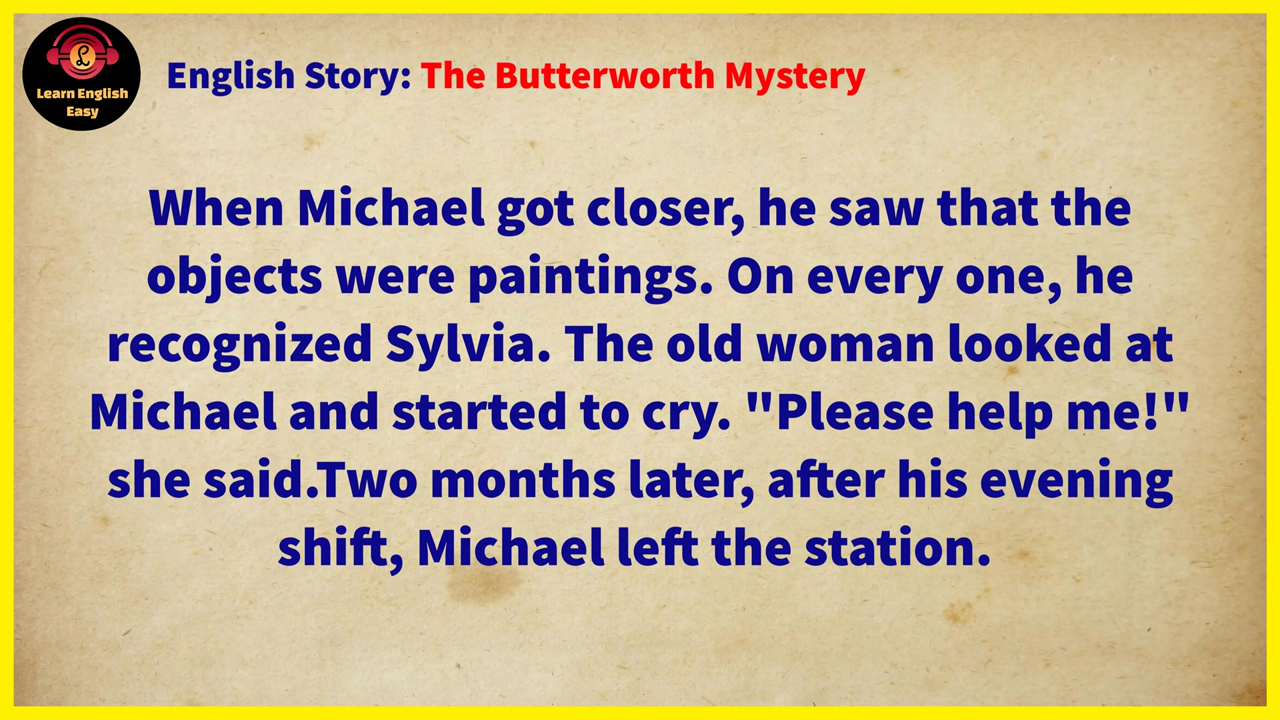 Learn English
Easy
English Story: The Butterworth Mystery
When Michael got closer, he saw that the
objects were paintings. On every one, he
recognized Sylvia. The old woman looked at
Michael and started to cry. "Please help me!"
she said.Two months later, after his evening
shift, Michael left the station.